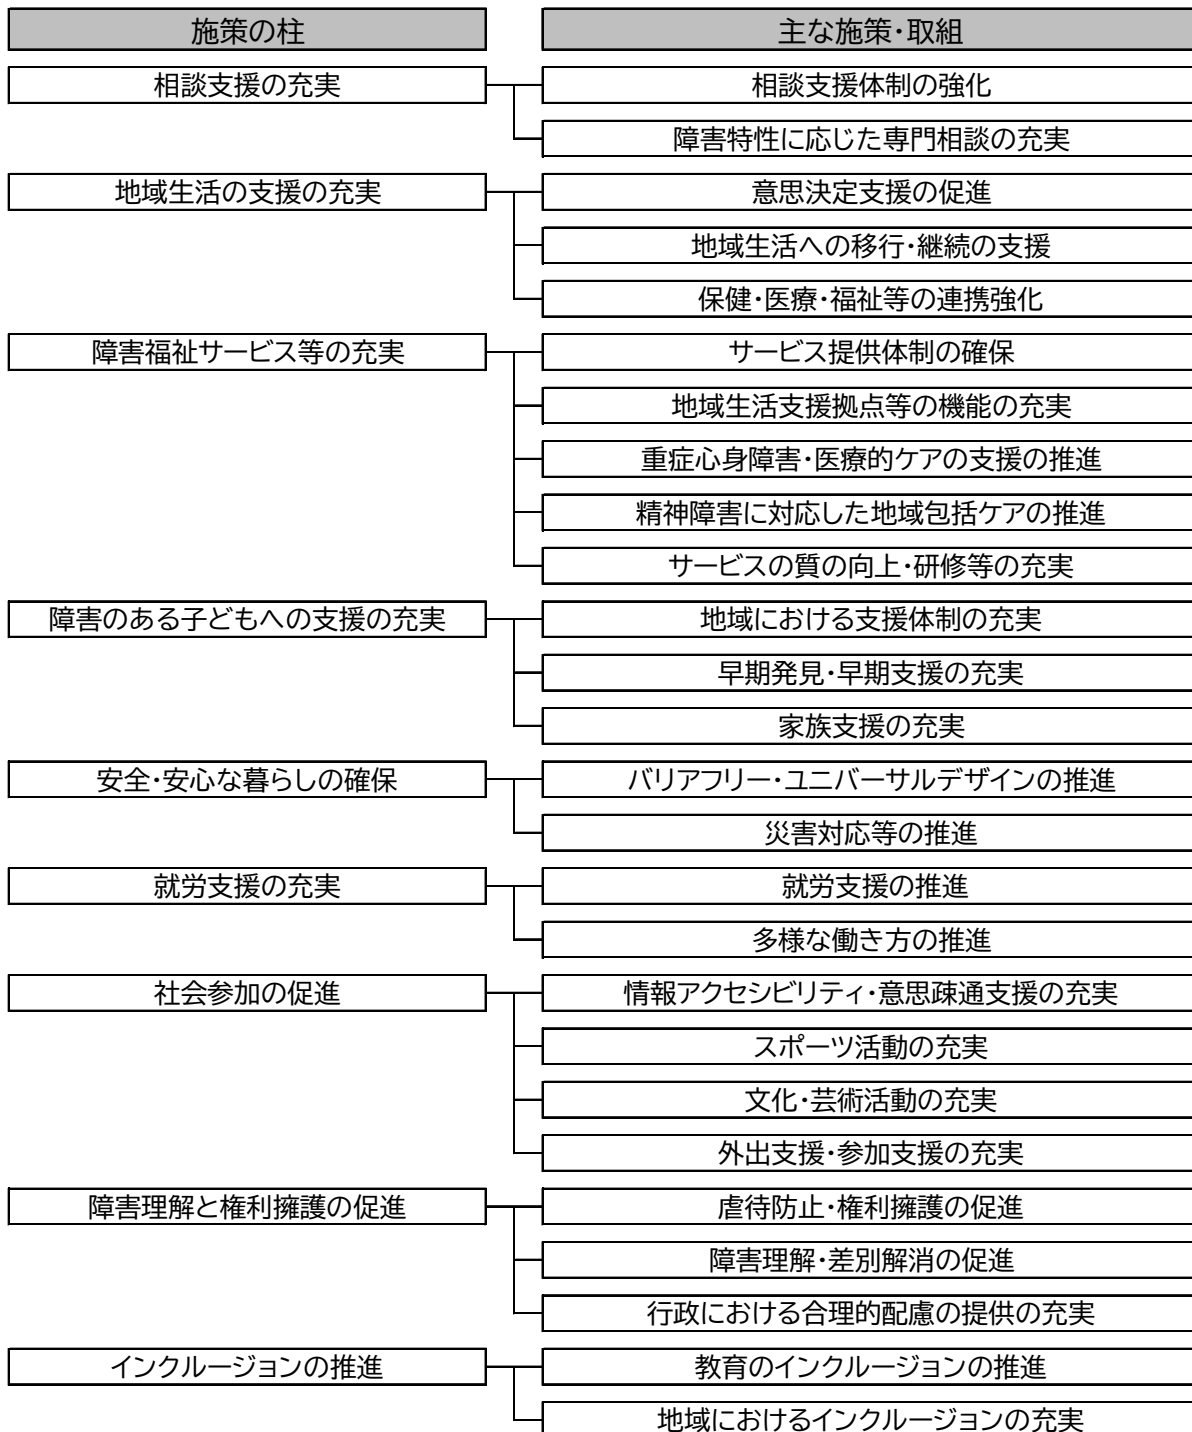 施策の柱
主な施策・取組
相談支援の充実
相談支援体制の強化
障害特性に応じた専門相談の充実
地域生活の支援の充実
意思決定支援の促進
地域生活への移行・継続の支援
保健・医療・福祉等の連携強化
障害福祉サービス等の充実
サービス提供体制の確保
地域生活支援拠点等の機能の充実
重症心身障害・医療的ケアの支援の推進
精神障害に対応した地域包括ケアの推進
サービスの質の向上・研修等の充実
障害のある子どもへの支援の充実
地域における支援体制の充実
早期発見・早期支援の充実
家族支援の充実
安全・安心な暮らしの確保
バリアフリー・ユニバーサルデザインの推進
災害対応等の推進
就労支援の充実
就労支援の推進
多様な働き方の推進
社会参加の促進
情報アクセシビリティ・意思疎通支援の充実
スポーツ活動の充実
文化・芸術活動の充実
外出支援・参加支援の充実
障害理解と権利擁護の促進
虐待防止・権利擁護の促進
障害理解・差別解消の促進
行政における合理的配慮の提供の充実
インクルージョンの推進
教育のインクルージョンの推進
地域におけるインクルージョンの充実